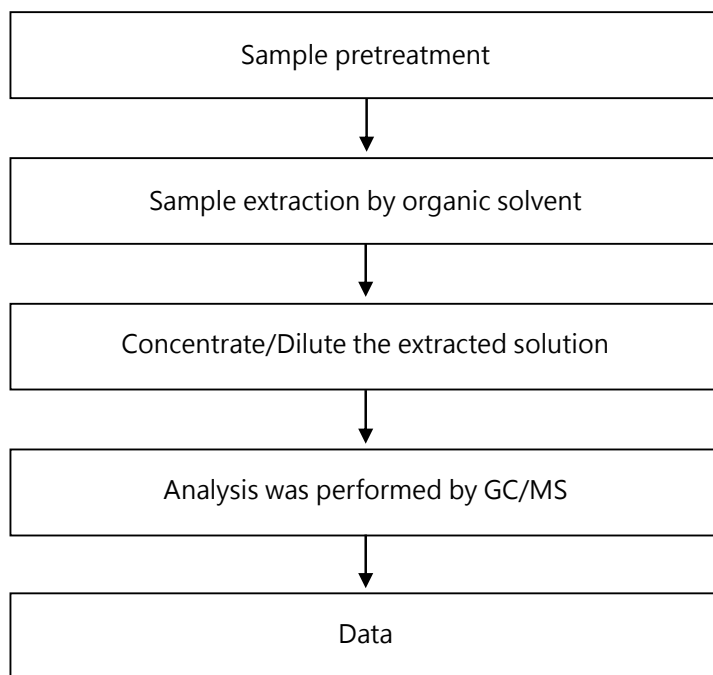 Sample pretreatment
Sample extraction by organic solvent
Concentrate/Dilute the extracted solution
Analysis was performed by GC/MS
Data